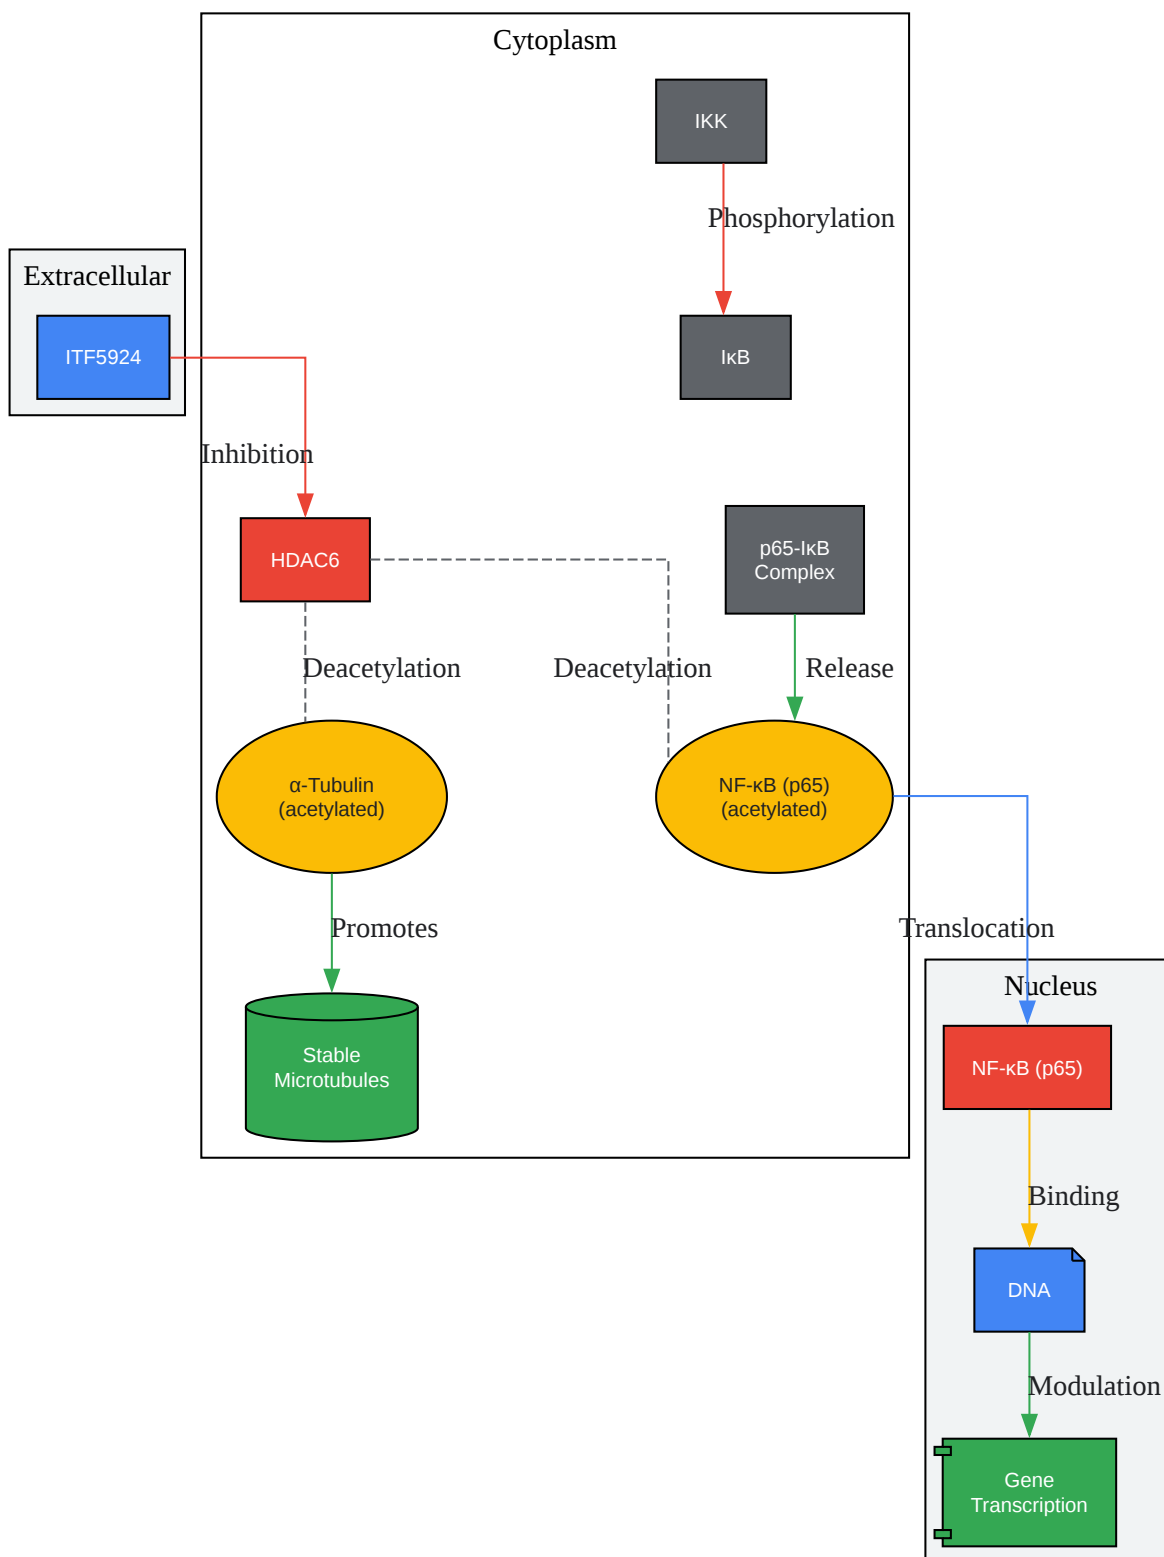 Cytoplasm
IKK
Phosphorylation
Extracellular
ITF5924
IκB
Inhibition
HDAC6
p65-IκB
Complex
Deacetylation
Deacetylation
Release
α-Tubulin
(acetylated)
NF-κB (p65)
(acetylated)
Promotes
Translocation
Nucleus
Stable
Microtubules
NF-κB (p65)
Binding
DNA
Modulation
Gene
Transcription